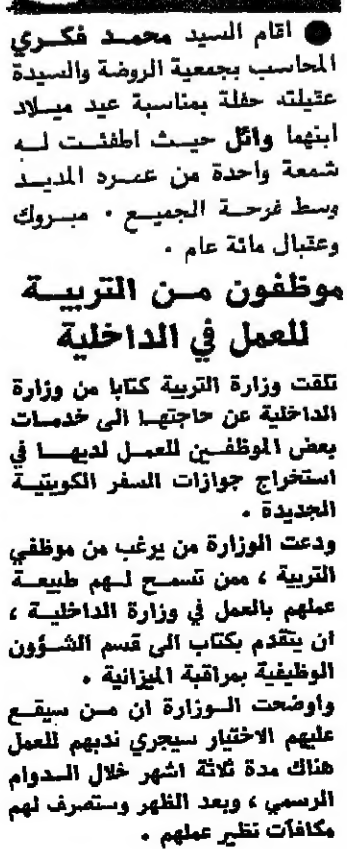 ● اقام السيد محمد فكري
المحاسب بجمعية الروضة والسيدة
عقيلته حفلة بمناسبة عيد ميلاد
ابنهما وائل حيث اطفئت له
شمعة واحدة من عمره المديد
وسط فرحة الجميع . مبروك
وعقبال مائة عام .
موظفون من التربية
للعمل في الداخلية
تلقت وزارة التربية كتابا من وزارة
الداخلية عن حاجتها الى خدمات
بعض الموظفين للعمل لديها في
استخراج جوازات السفر الكويتية
الجديدة .
ودعت الوزارة من يرغب من موظفي
التربية ، ممن تسمح لهم طبيعة
عملهم بالعمل في وزارة الداخلية ،
ان يتقدم بكتاب الى قسم الشؤون
الوظيفية بمراقبة الميزانية .
واوضحت الوزارة ان من سيقع
عليهم الاختيار سيجري ندبهم للعمل
هناك مدة ثلاثة اشهر خلال الدوام
الرسمي ، وبعد الظهر وستصرف لهم
مكافآت نظير عملهم .